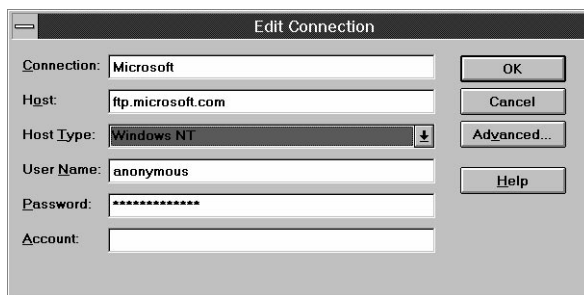 Edit Connection
Connection: Microsoft
OK
Host: ftp.microsoft.com
Cancel
Host Type: Windows NT
Advanced...
User Name: anonymous
Help
Password: *************
Account: